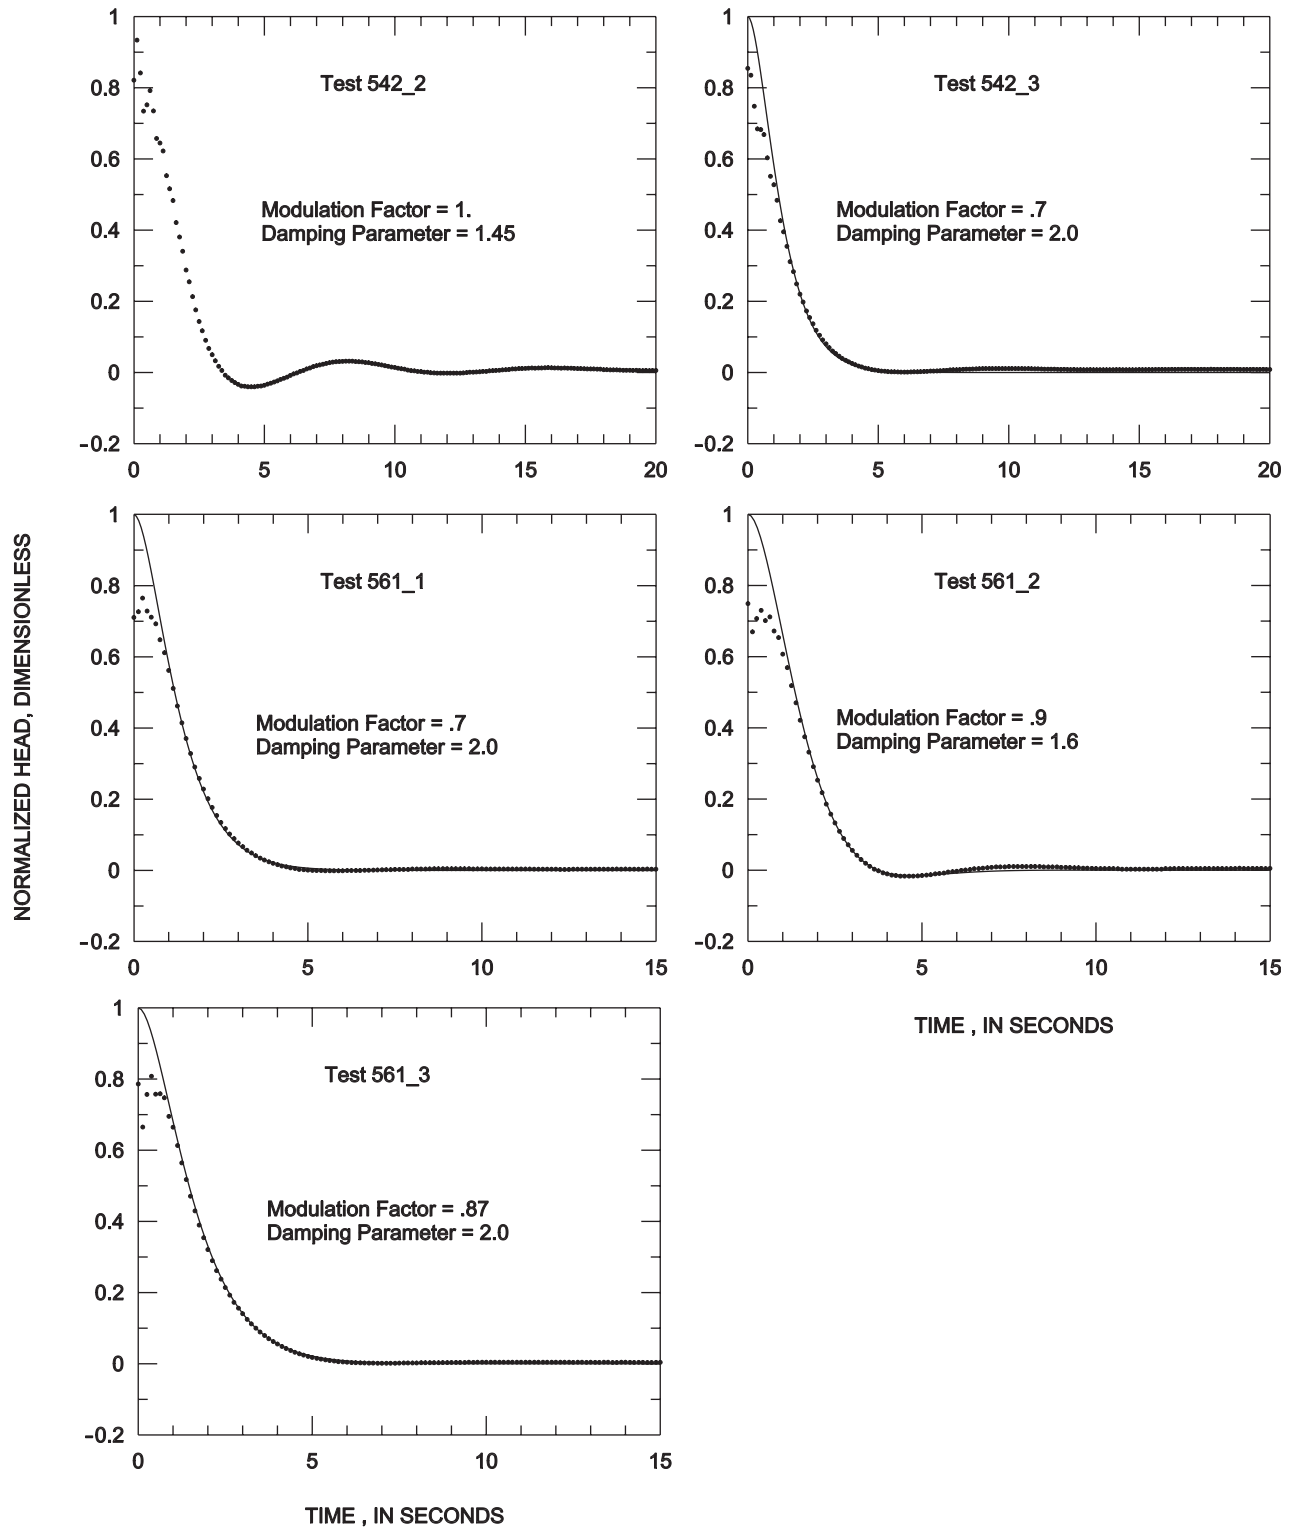 1
0.8
0.6
0.4
0.2
0
-0.2
Test 542_2
Modulation Factor = 1.
Damping Parameter = 1.45
0 5 10 15 20
1
0.8
0.6
0.4
0.2
0
-0.2
Test 542_3
Modulation Factor = .7
Damping Parameter = 2.0
0 5 10 15 20
NORMALIZED HEAD, DIMENSIONLESS
1
0.8
0.6
0.4
0.2
0
-0.2
Test 561_1
Modulation Factor = .7
Damping Parameter = 2.0
0 5 10 15
1
0.8
0.6
0.4
0.2
0
-0.2
Test 561_2
Modulation Factor = .9
Damping Parameter = 1.6
0 5 10 15
TIME , IN SECONDS
1
0.8
0.6
0.4
0.2
0
-0.2
Test 561_3
Modulation Factor = .87
Damping Parameter = 2.0
0 5 10 15
TIME , IN SECONDS